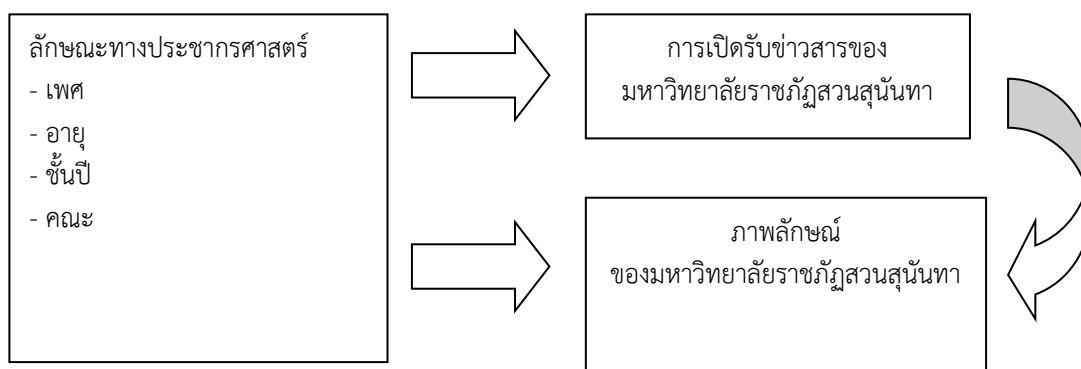 ลักษณะทางประชากรศาสตร์
- เพศ
- อายุ
- ชั้นปี
- คณะ
การเปิดรับข่าวสารของ
มหาวิทยาลัยราชภัฏสวนสุนันทา
ภาพลักษณ์
ของมหาวิทยาลัยราชภัฏสวนสุนันทา